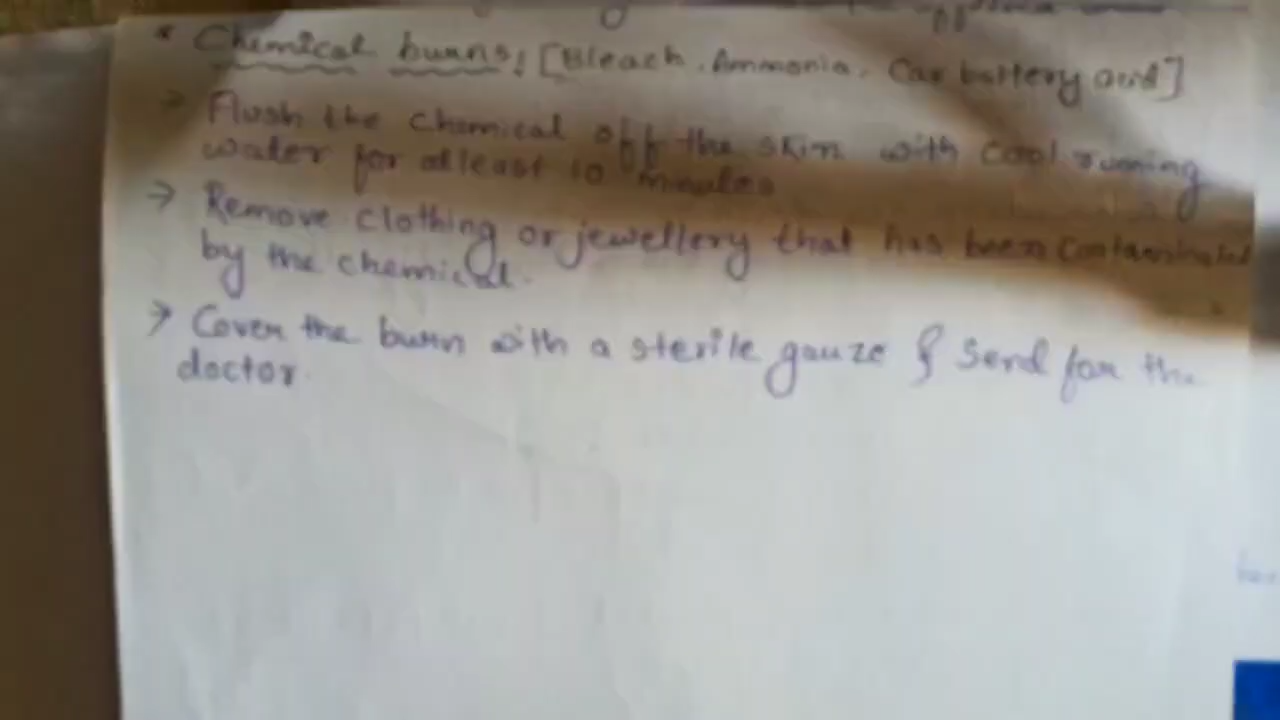 * Chemical burns: [Bleach, Ammonia, Car battery acid]
→ Flush the chemical off the skin with cool running
water for atleast 10 minutes
→ Remove clothing or jewellery that has been contaminated
by the chemical.
→ Cover the burn with a sterile gauze & send for the
doctor.